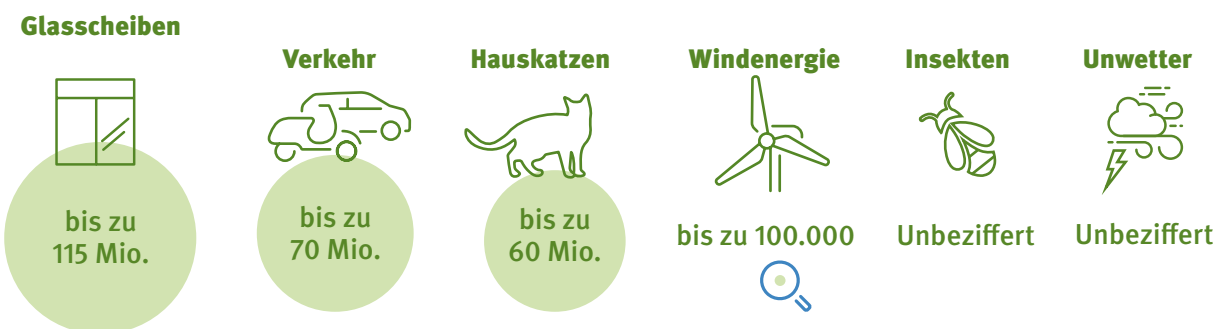 Glasscheiben
bis zu
115 Mio.
Verkehr
bis zu
70 Mio.
Hauskatzen
bis zu
60 Mio.
Windenergie
bis zu 100.000
Insekten
Unbeziffert
Unwetter
Unbeziffert